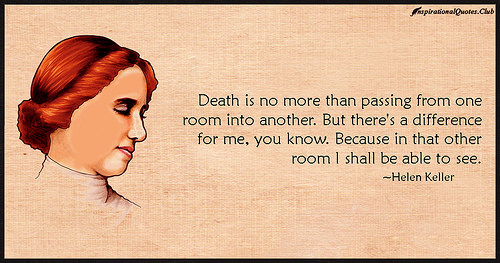 InspirationalQuotes.Club
Death is no more than passing from one
room into another. But there's a difference
for me, you know. Because in that other
room I shall be able to see.
~Helen Keller